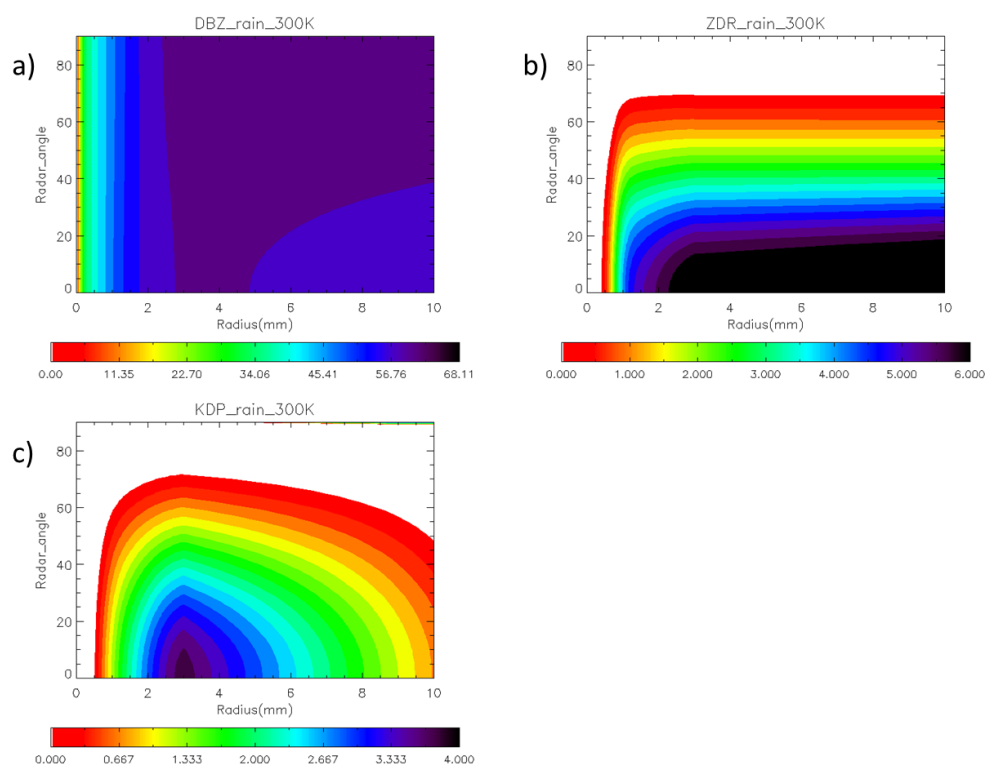 DBZ_rain_300K
a)
80
60
40
20
0
Radar_angle
0 2 4 6 8 10
Radius(mm)
0.00 11.35 22.70 34.06 45.41 56.76 68.11
ZDR_rain_300K
b)
80
60
40
20
0
Radar_angle
0 2 4 6 8 10
Radius(mm)
0.000 1.000 2.000 3.000 4.000 5.000 6.000
KDP_rain_300K
c)
80
60
40
20
0
Radar_angle
0 2 4 6 8 10
Radius(mm)
0.000 0.667 1.333 2.000 2.667 3.333 4.000